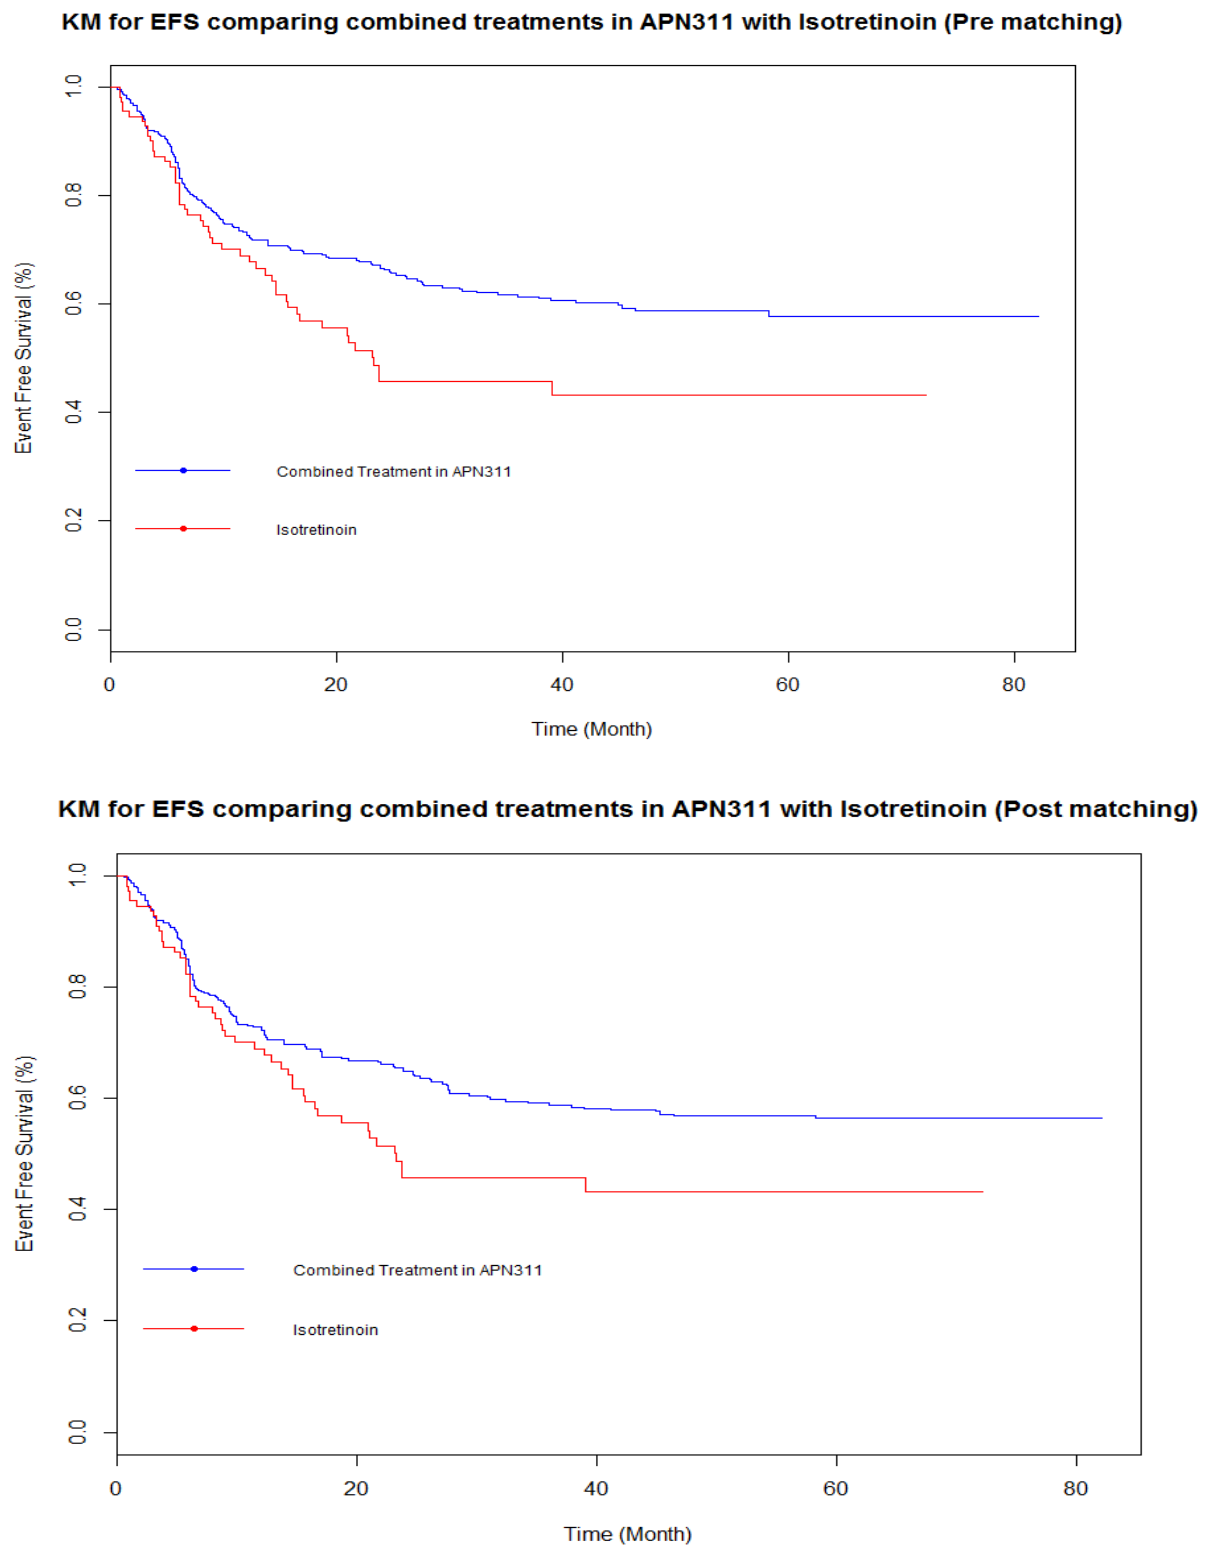 KM for EFS comparing combined treatments in APN311 with Isotretinoin (Pre matching)
1.0
0.8
0.6
0.4
0.2
0.0
Event Free Survival (%)
Combined Treatment in APN311
Isotretinoin
0 20 40 60 80
Time (Month)
KM for EFS comparing combined treatments in APN311 with Isotretinoin (Post matching)
1.0
0.8
0.6
0.4
0.2
0.0
Event Free Survival (%)
Combined Treatment in APN311
Isotretinoin
0 20 40 60 80
Time (Month)